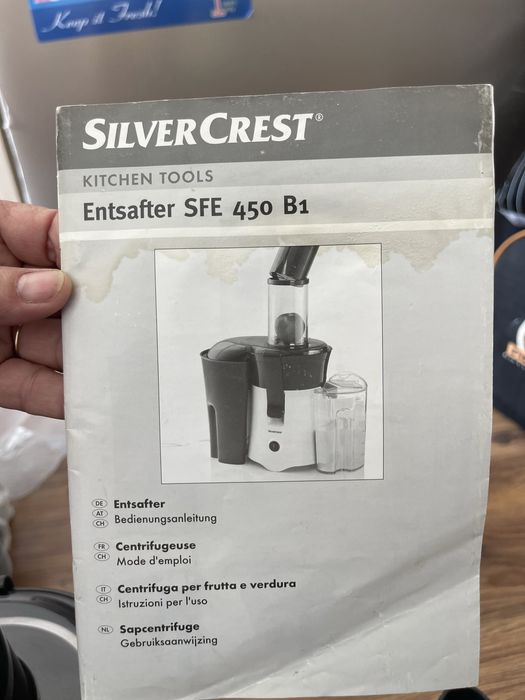 Keep it Fresh!
SILVERCREST®
KITCHEN TOOLS
Entsafter SFE 450 B1
DE Entsafter
AT
CH Bedienungsanleitung
FR Centrifugeuse
CH Mode d'emploi
IT Centrifuga per frutta e verdura
CH Istruzioni per l'uso
NL Sapcentrifuge
Gebruiksaanwijzing